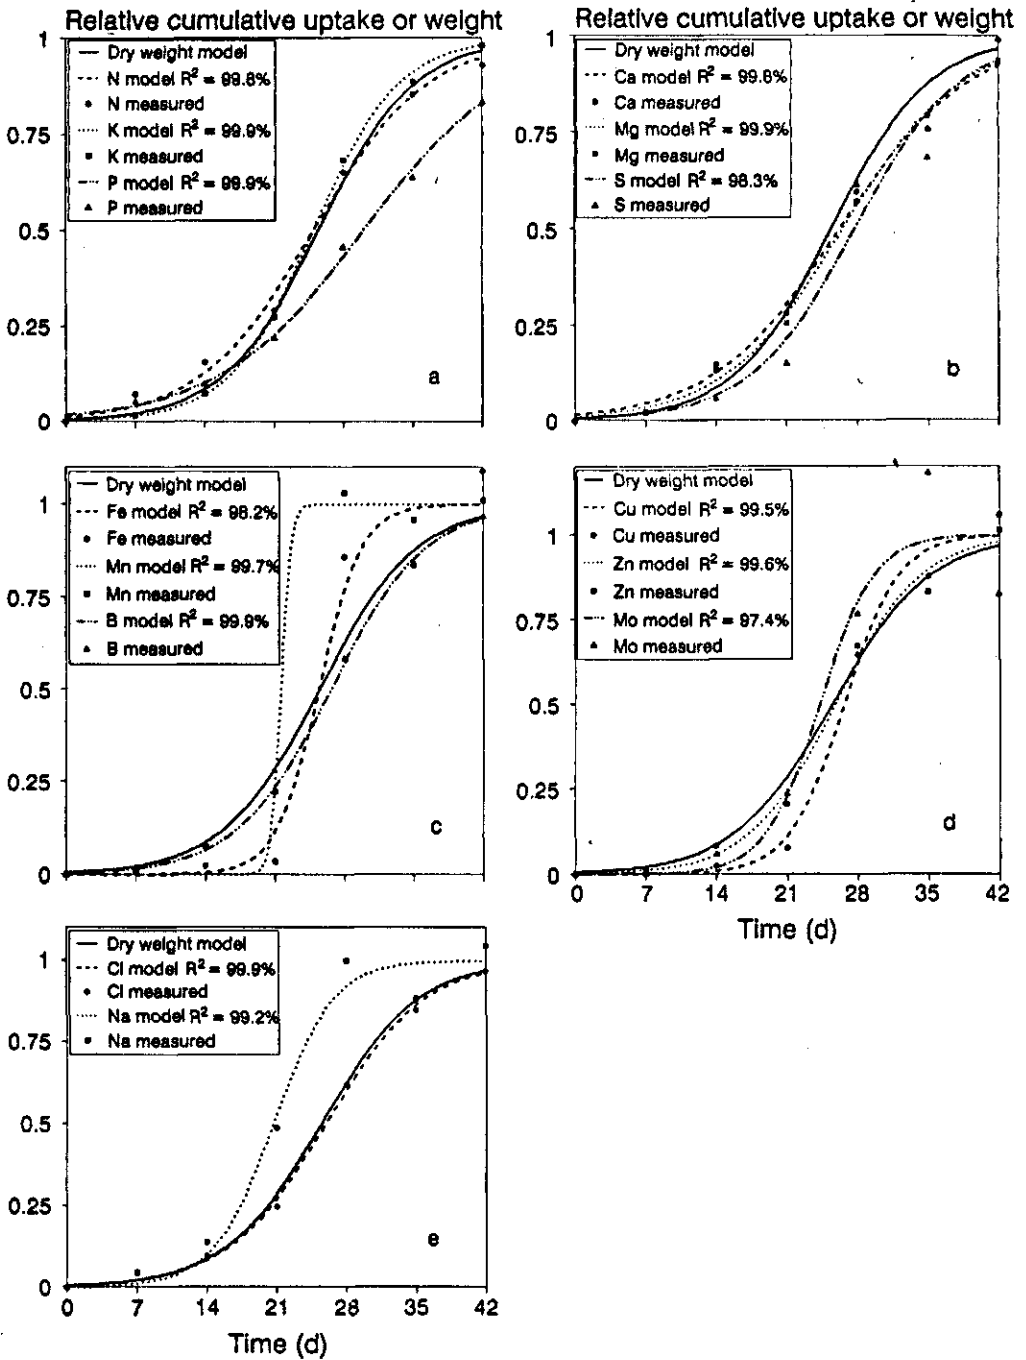 Relative cumulative uptake or weight
1
0.75
0.5
0.25
0
Dry weight model
N model R² = 99.8%
N measured
K model R² = 99.9%
K measured
P model R² = 99.9%
P measured
a
Relative cumulative uptake or weight
1
0.75
0.5
0.25
0
Dry weight model
Ca model R² = 99.8%
Ca measured
Mg model R² = 99.9%
Mg measured
S model R² = 98.3%
S measured
b
1
0.75
0.5
0.25
0
Dry weight model
Fe model R² = 98.2%
Fe measured
Mn model R² = 99.7%
Mn measured
B model R² = 99.9%
B measured
c
1
0.75
0.5
0.25
0
Dry weight model
Cu model R² = 99.5%
Cu measured
Zn model R² = 99.6%
Zn measured
Mo model R² = 97.4%
Mo measured
d
0 7 14 21 28 35 42
Time (d)
1
0.75
0.5
0.25
0
Dry weight model
Cl model R² = 99.9%
Cl measured
Na model R² = 99.2%
Na measured
e
0 7 14 21 28 35 42
Time (d)